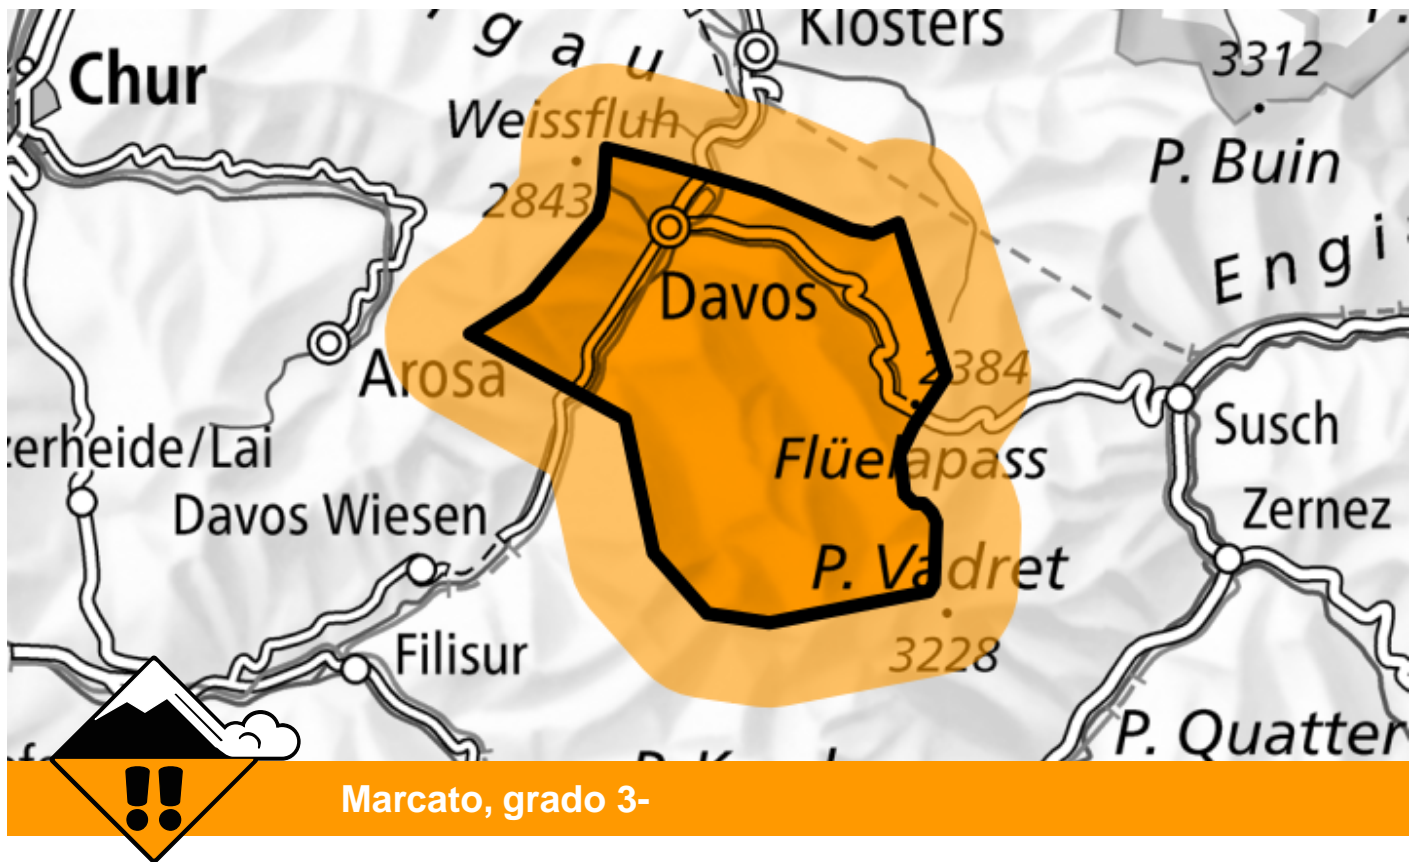 Klosters
g a u
Chur
3312
Weissfluh
P. Buin
2843
Engi
Davos
2384
Arosa
Susch
zerheide/Lai
Flüelapass
Davos Wiesen
Zernez
P. Vadret
Filisur
3228
P. Quatter
Marcato, grado 3-